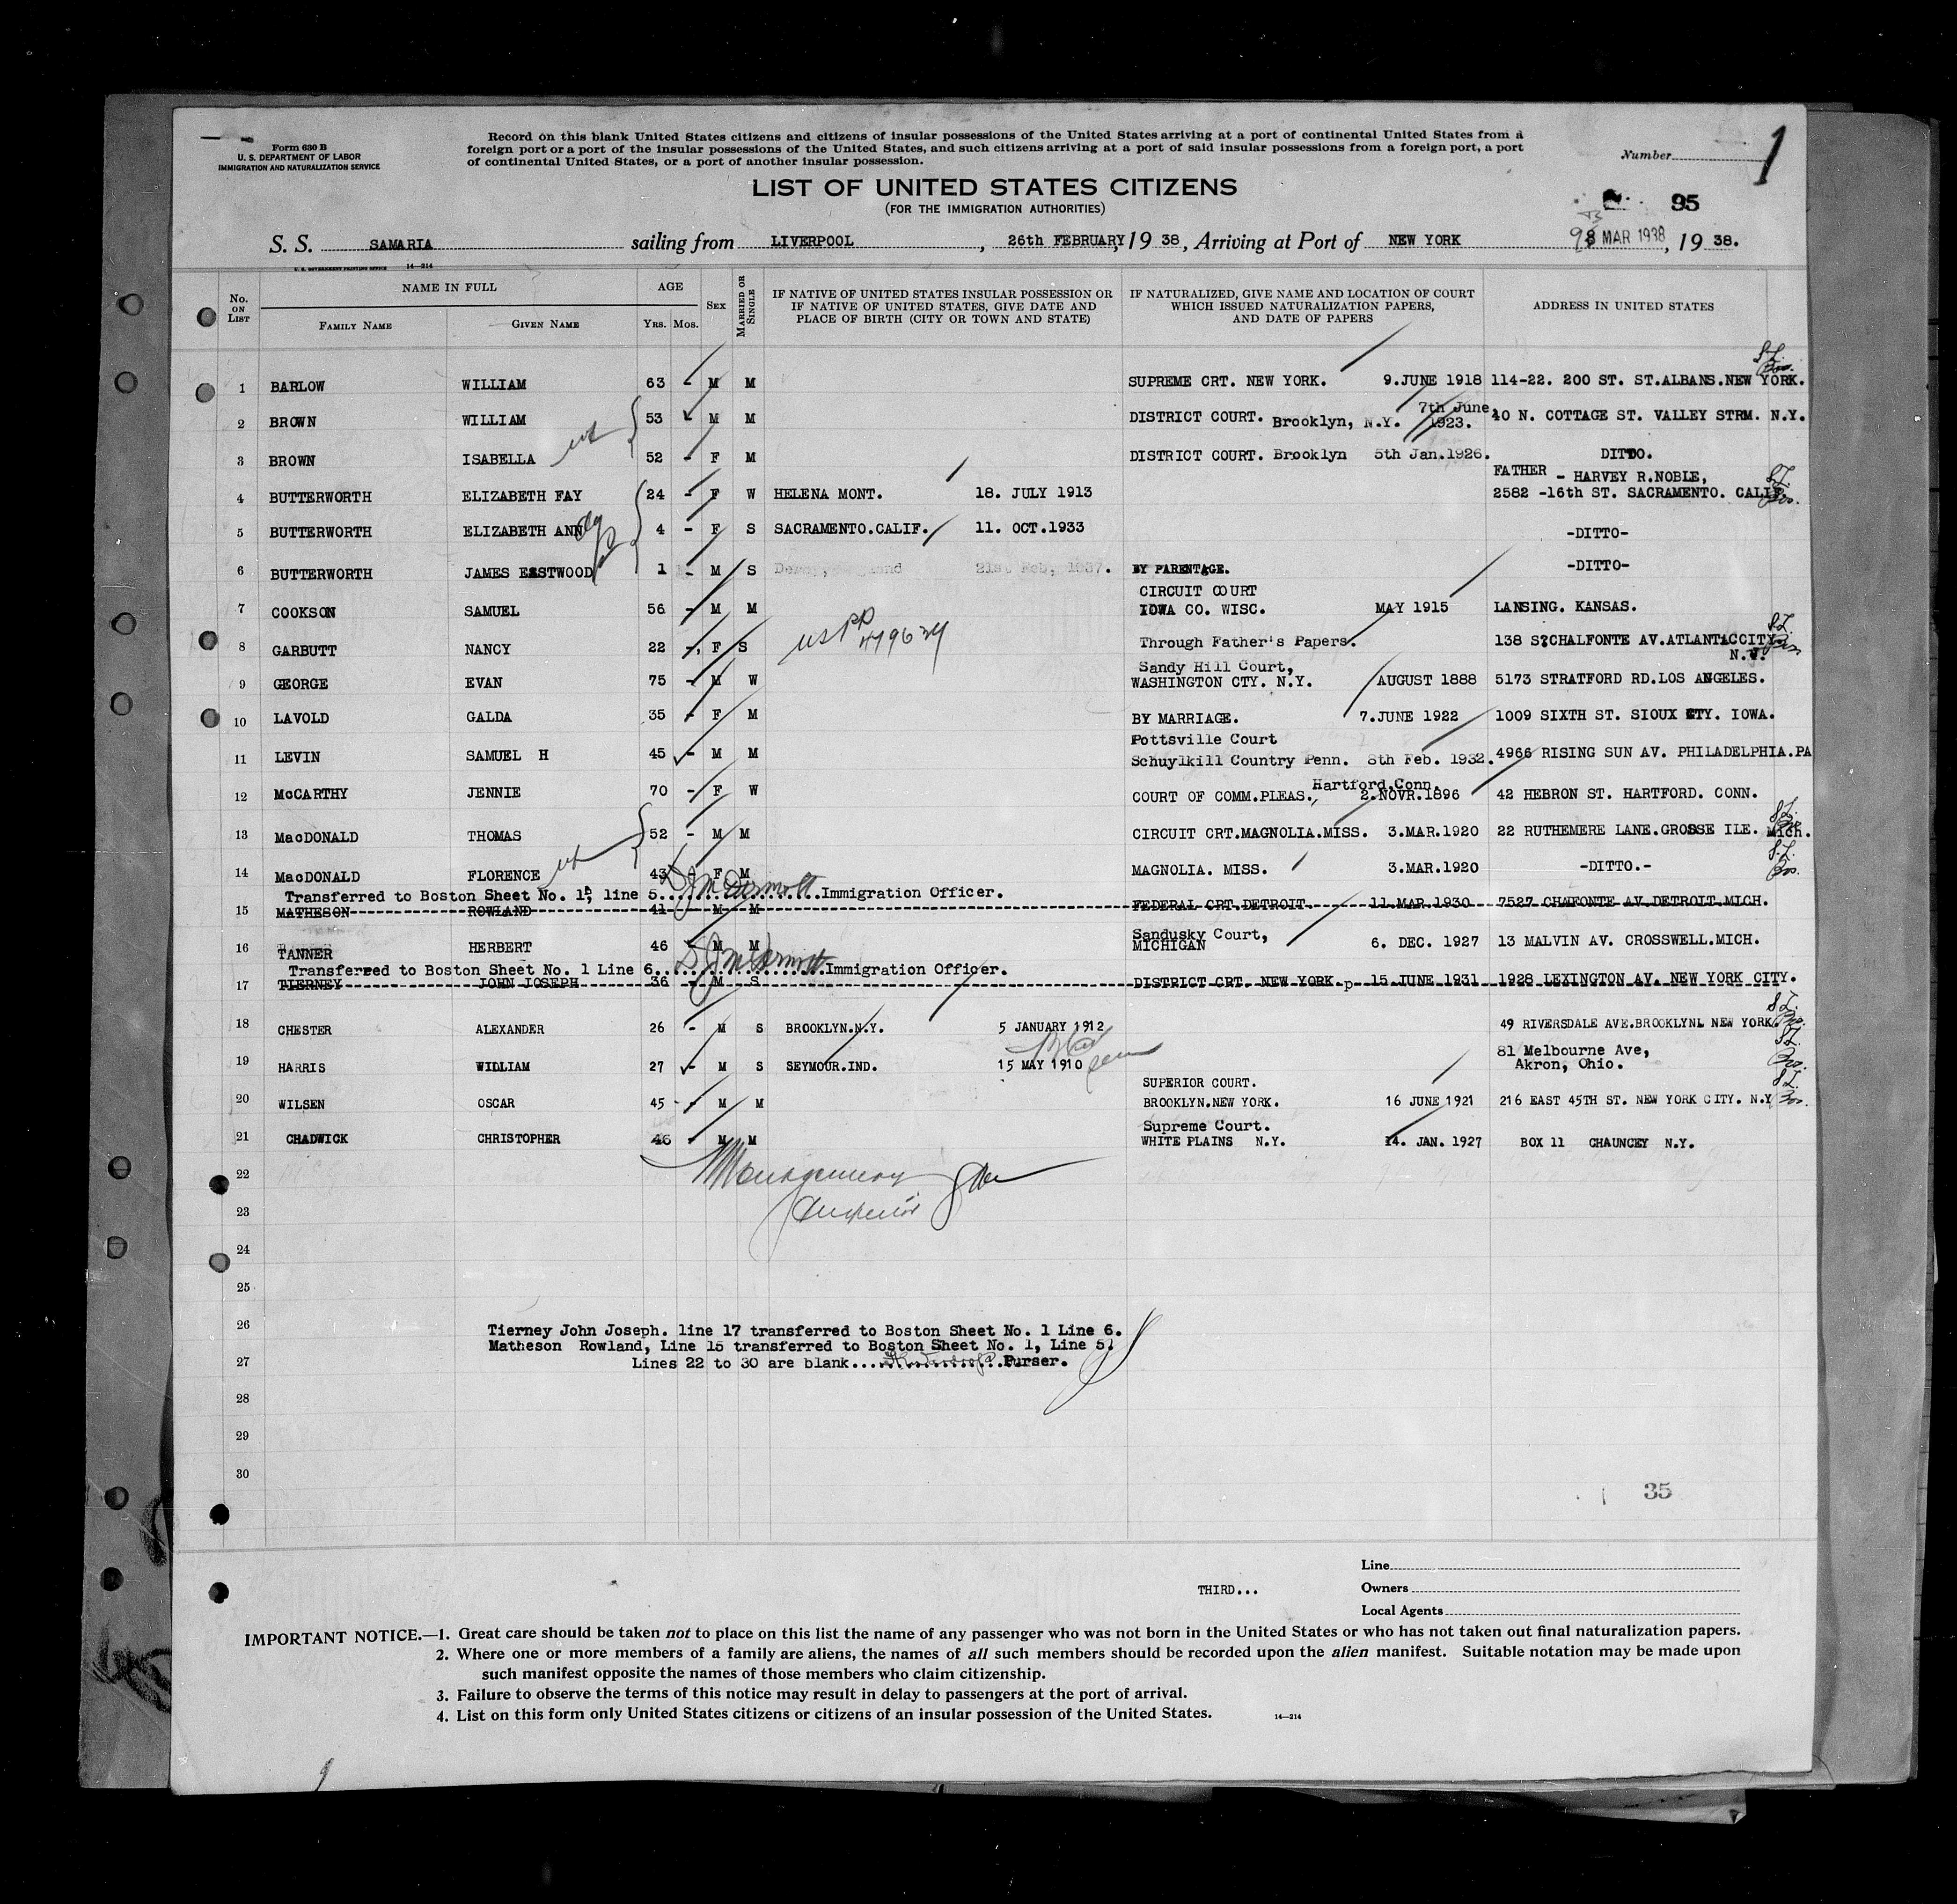 Form 630 B
U. S. DEPARTMENT OF LABOR
IMMIGRATION AND NATURALIZATION SERVICE
Record on this blank United States citizens and citizens of insular possessions of the United States arriving at a port of continental United States from a
foreign port or a port of the insular possessions of the United States, and such citizens arriving at a port of said insular possessions from a foreign port, a port
of continental United States, or a port of another insular possession.
Number 1
LIST OF UNITED STATES CITIZENS
(FOR THE IMMIGRATION AUTHORITIES)
95
S. S. SAMARIA sailing from LIVERPOOL, 26th FEBRUARY, 19 38, Arriving at Port of NEW YORK 8 MAR 1938, 19 38.
U. S. GOVERNMENT PRINTING OFFICE 14—214
No. ON LIST
NAME IN FULL
FAMILY NAME GIVEN NAME
AGE
YRS. MOS.
SEX
MARRIED OR SINGLE
IF NATIVE OF UNITED STATES INSULAR POSSESSION OR
IF NATIVE OF UNITED STATES, GIVE DATE AND
PLACE OF BIRTH (CITY OR TOWN AND STATE)
IF NATURALIZED, GIVE NAME AND LOCATION OF COURT
WHICH ISSUED NATURALIZATION PAPERS,
AND DATE OF PAPERS
ADDRESS IN UNITED STATES
1 BARLOW WILLIAM 63 - M M SUPREME CRT. NEW YORK. 9.JUNE 1918 114-22. 200 ST. ST.ALBANS.NEW YORK.
2 BROWN WILLIAM 53 - M M DISTRICT COURT. Brooklyn, N.Y. 7th June, 1923. 40 N. COTTAGE ST. VALLEY STRM. N.Y.
3 BROWN ISABELLA wf 52 - F M DISTRICT COURT. Brooklyn 5th Jan.1926. DITTO.
FATHER - HARVEY R.NOBLE,
4 BUTTERWORTH ELIZABETH FAY 24 - F W HELENA MONT. 18. JULY 1913 2582 -16th ST. SACRAMENTO. CALIF.
5 BUTTERWORTH ELIZABETH ANN 4 - F S SACRAMENTO.CALIF. 11. OCT.1933 -DITTO-
6 BUTTERWORTH JAMES EASTWOOD 1 - M S 21st Feb, 1937. BY PARENTAGE. -DITTO-
CIRCUIT COURT
7 COOKSON SAMUEL 56 - M M IOWA CO. WISC. MAY 1915 LANSING. KANSAS.
8 GARBUTT NANCY 22 - F S US PP 479624 Through Father's Papers. 138 S?CHALFONTE AV.ATLANTICCITY.
N.J.
Sandy Hill Court,
9 GEORGE EVAN 75 - M W WASHINGTON CTY. N.Y. AUGUST 1888 5173 STRATFORD RD.LOS ANGELES.
10 LAVOLD GALDA 35 - F M BY MARRIAGE. 7.JUNE 1922 1009 SIXTH ST. SIOUX CTY. IOWA.
Pottsville Court
11 LEVIN SAMUEL H 45 - M M Schuylkill Country Penn. 8th Feb. 1932. 4966 RISING SUN AV. PHILADELPHIA.PA
Hartford,Conn.
12 McCARTHY JENNIE 70 - F W COURT OF COMM.PLEAS. 2.NOVR.1896 42 HEBRON ST. HARTFORD. CONN.
13 MacDONALD THOMAS 52 - M M CIRCUIT CRT.MAGNOLIA.MISS. 3.MAR.1920 22 RUTHEMERE LANE.GROSSE ILE. Mich.
14 MacDONALD FLORENCE wf 43 - F M MAGNOLIA. MISS. 3.MAR.1920 -DITTO.-
Transferred to Boston Sheet No. 1, line 5. D J McDermott Immigration Officer.
15 MATHESON ROWLAND 41 - M M FEDERAL CRT.DETROIT 11 MAR 1930 7527 CHAFONTE AV DETROIT.MICH.
Sandusky Court,
16 TANNER HERBERT 46 - M M MICHIGAN 6. DEC. 1927 13 MALVIN AV. CROSSWELL.MICH.
Transferred to Boston Sheet No. 1 Line 6. D J McDermott Immigration Officer.
17 TIERNEY JOHN JOSEPH 36 - M S DISTRICT CRT. NEW YORK. 15 JUNE 1931 1928 LEXINGTON AV. NEW YORK CITY.
18 CHESTER ALEXANDER 26 - M S BROOKLYN.N.Y. 5 JANUARY 1912 49 RIVERSDALE AVE.BROOKLYNL NEW YORK.
19 HARRIS WILLIAM 27 - M S SEYMOUR.IND. 15 MAY 1910 81 Melbourne Ave,
Akron, Ohio.
SUPERIOR COURT.
20 WILSEN OSCAR 45 - M M BROOKLYN.NEW YORK. 16 JUNE 1921 216 EAST 45TH ST. NEW YORK CITY. N.Y
Supreme Court.
21 CHADWICK CHRISTOPHER 46 - M M WHITE PLAINS N.Y. 14. JAN. 1927 BOX 11 CHAUNCEY N.Y.
22
23
24
25
26 Tierney John Joseph. line 17 transferred to Boston Sheet No. 1 Line 6.
Matheson Rowland, Line 15 transferred to Boston Sheet No. 1, Line 5.
27 Lines 22 to 30 are blank. Purser.
28
29
30
35
THIRD...
Line
Owners
Local Agents
IMPORTANT NOTICE.—1. Great care should be taken not to place on this list the name of any passenger who was not born in the United States or who has not taken out final naturalization papers.
2. Where one or more members of a family are aliens, the names of all such members should be recorded upon the alien manifest. Suitable notation may be made upon
such manifest opposite the names of those members who claim citizenship.
3. Failure to observe the terms of this notice may result in delay to passengers at the port of arrival.
4. List on this form only United States citizens or citizens of an insular possession of the United States. 14—214